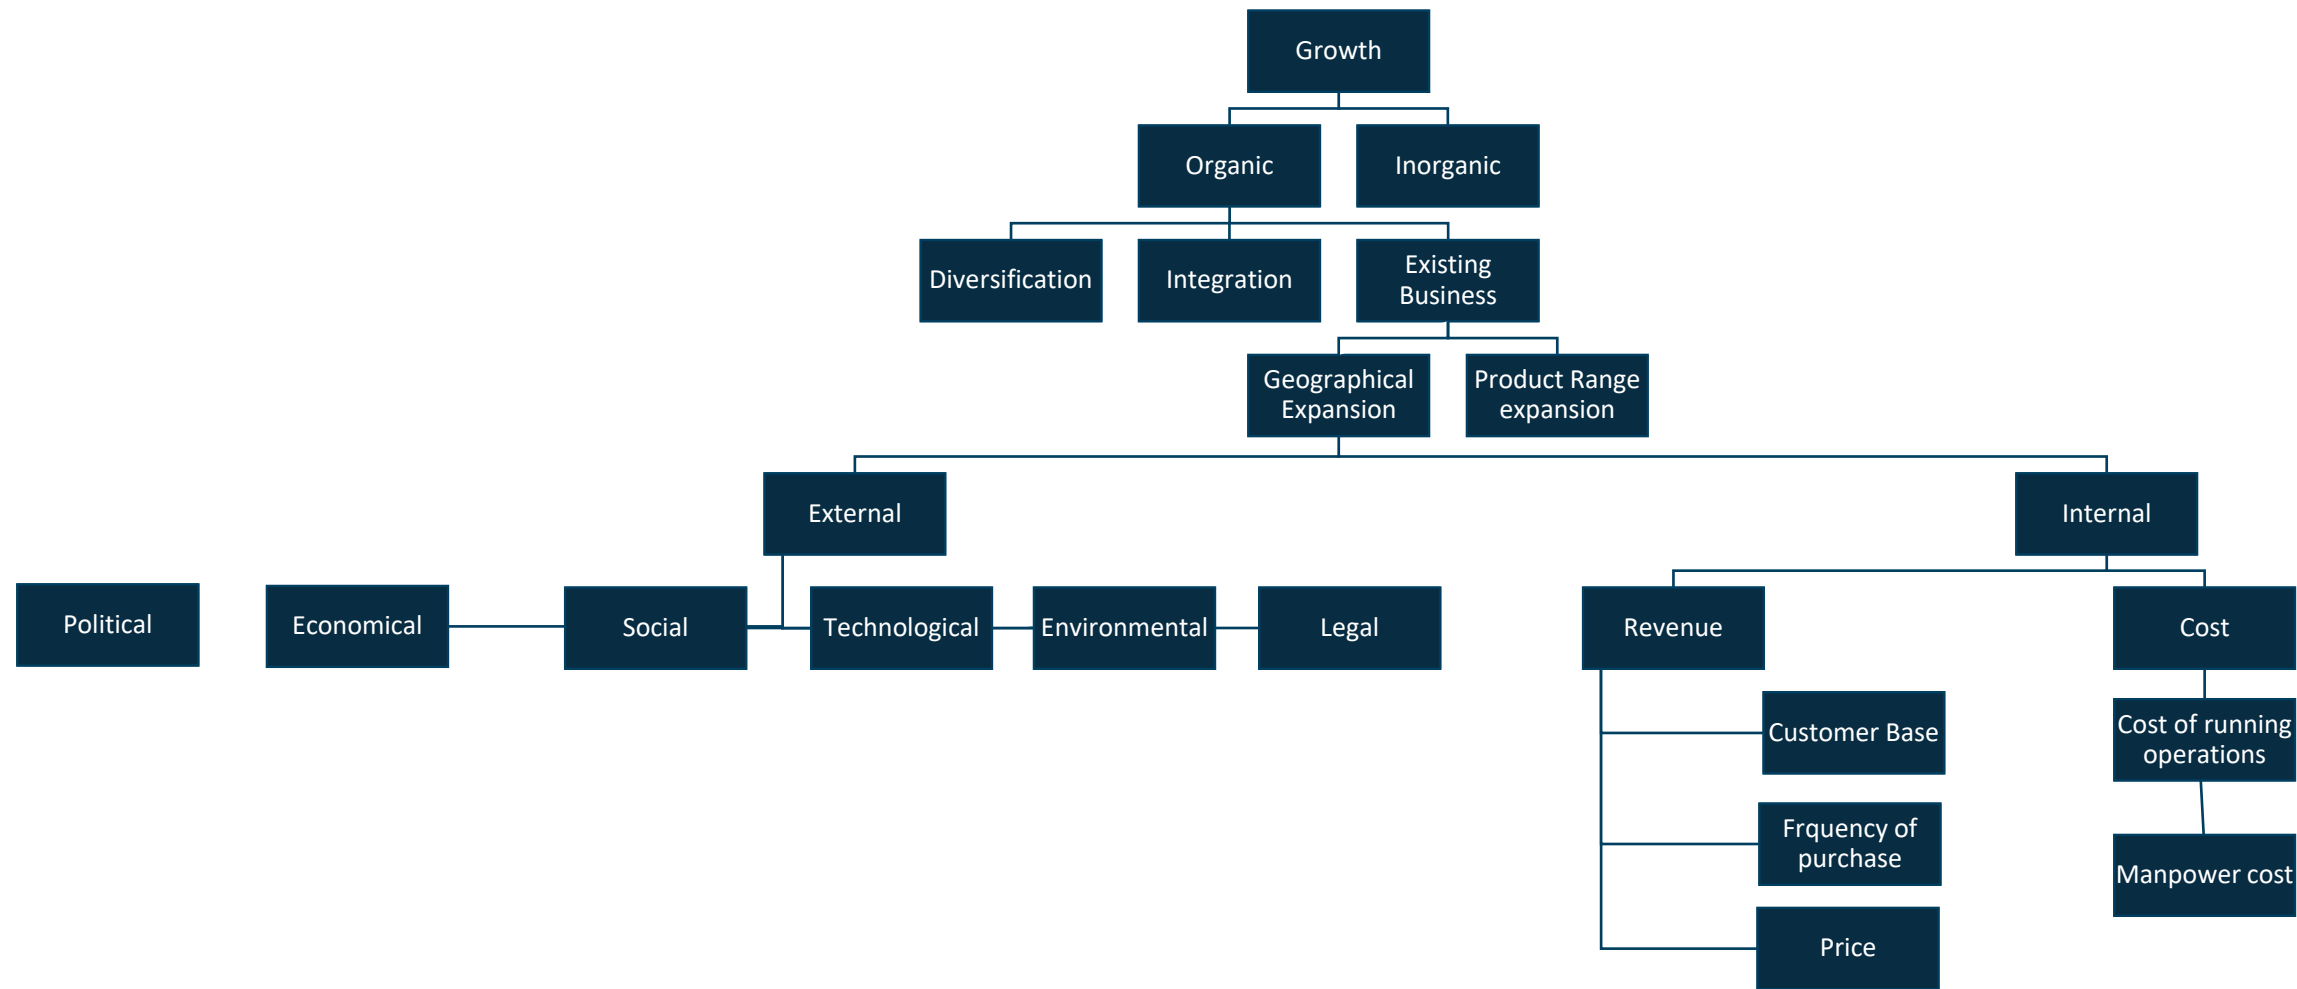 Growth
Organic
Inorganic
Diversification
Integration
Existing
Business
Geographical
Expansion
Product Range
expansion
External
Internal
Political
Economical
Social
Technological
Environmental
Legal
Revenue
Cost
Customer Base
Cost of running
operations
Frquency of
purchase
Manpower cost
Price